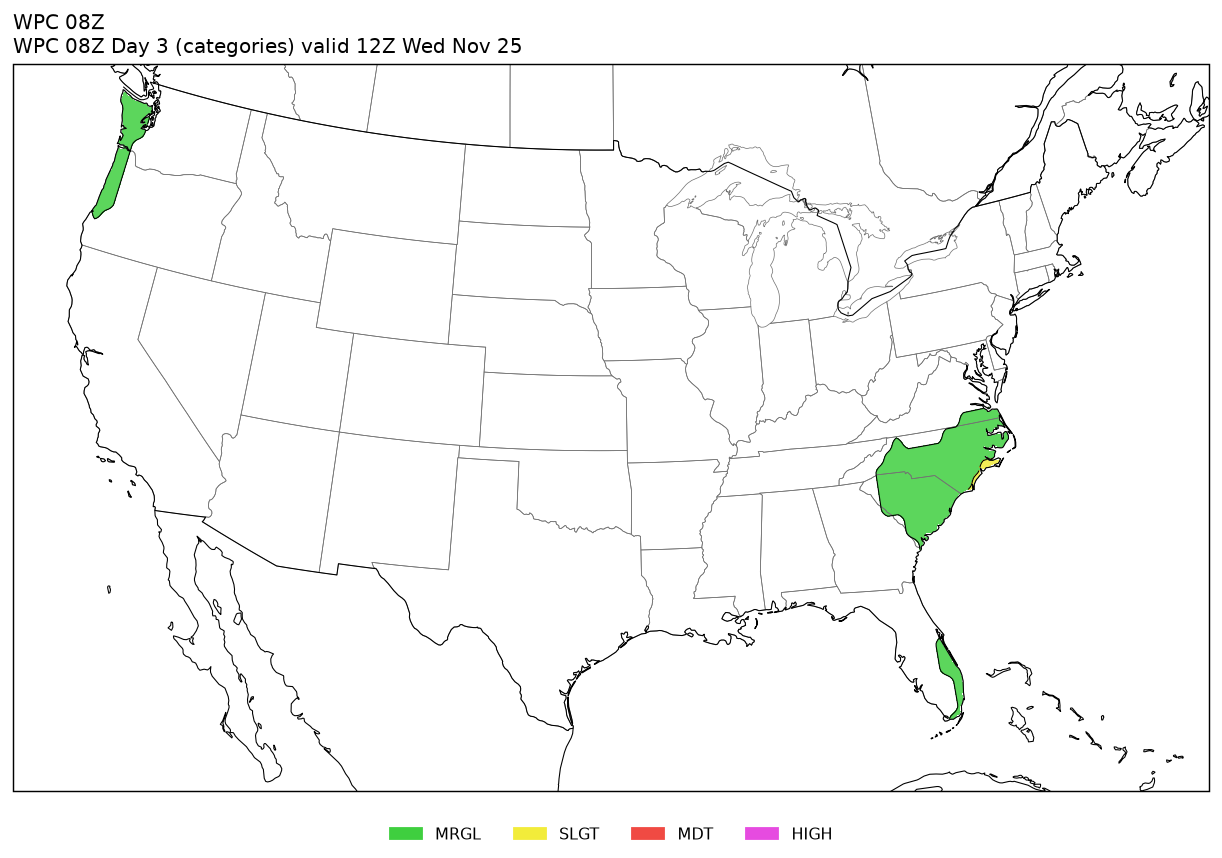 WPC 08Z
WPC 08Z Day 3 (categories) valid 12Z Wed Nov 25
MRGL SLGT MDT HIGH